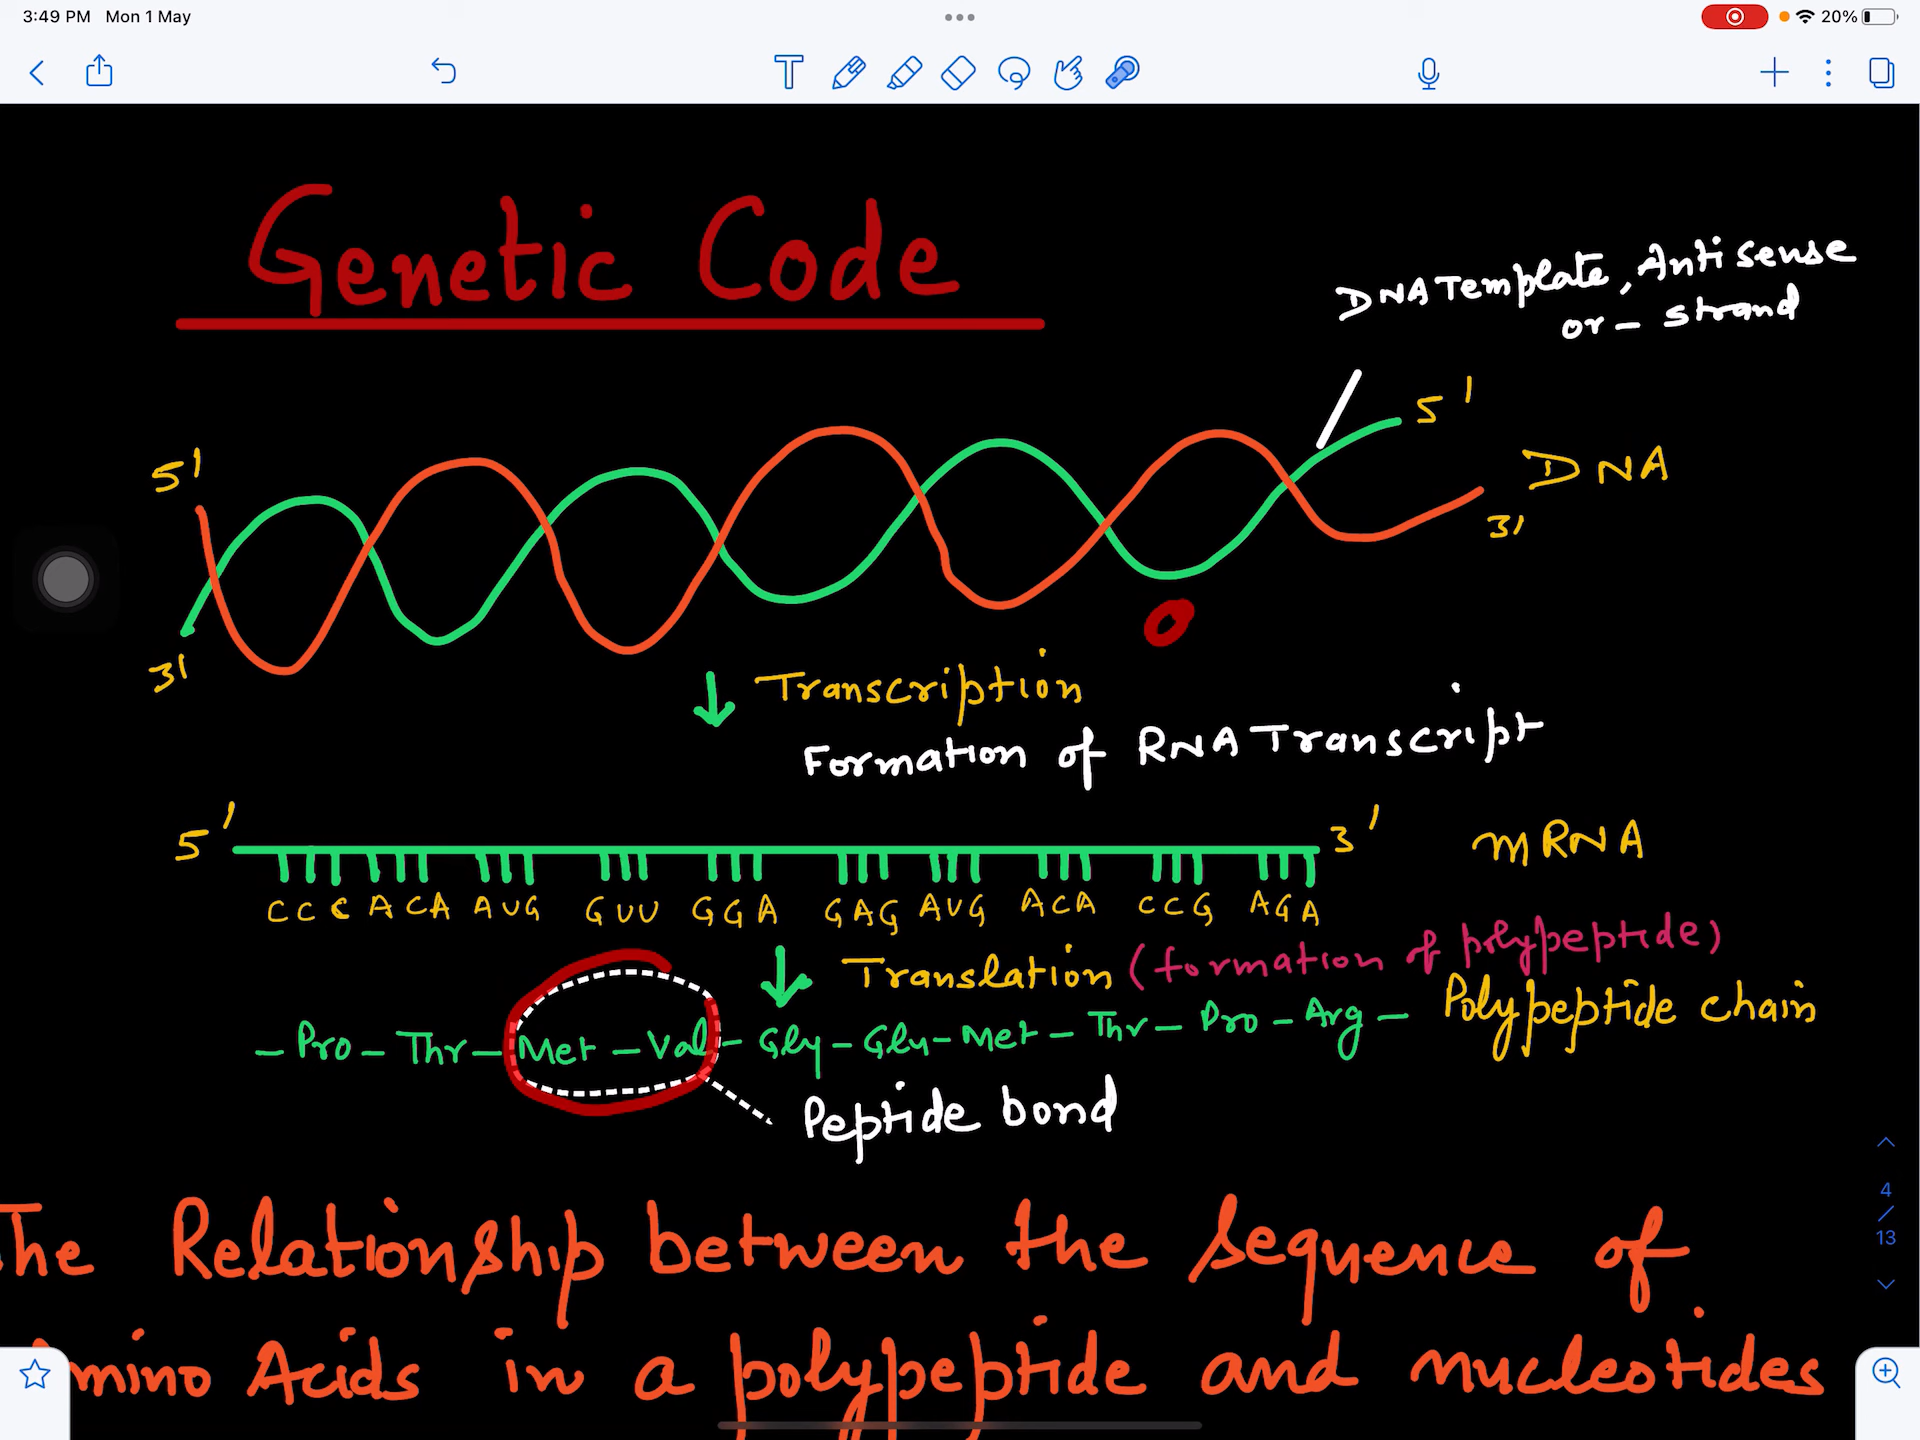 3:49 PM Mon 1 May
20%
Genetic Code
DNA Template, Antisense
or - strand
5'
5'
DNA
3'
3'
Transcription
Formation of RNA Transcript
5'
3'
mRNA
CCC ACA AUG GUU GGA GAG AUG ACA CCG AGA
Translation (formation of polypeptide)
- Pro - Thr - Met - Val - Gly - Glu - Met - Thr - Pro - Arg - Polypeptide chain
Peptide bond
The Relationship between the sequence of
mino Acids in a polypeptide and nucleotides
4
/
13